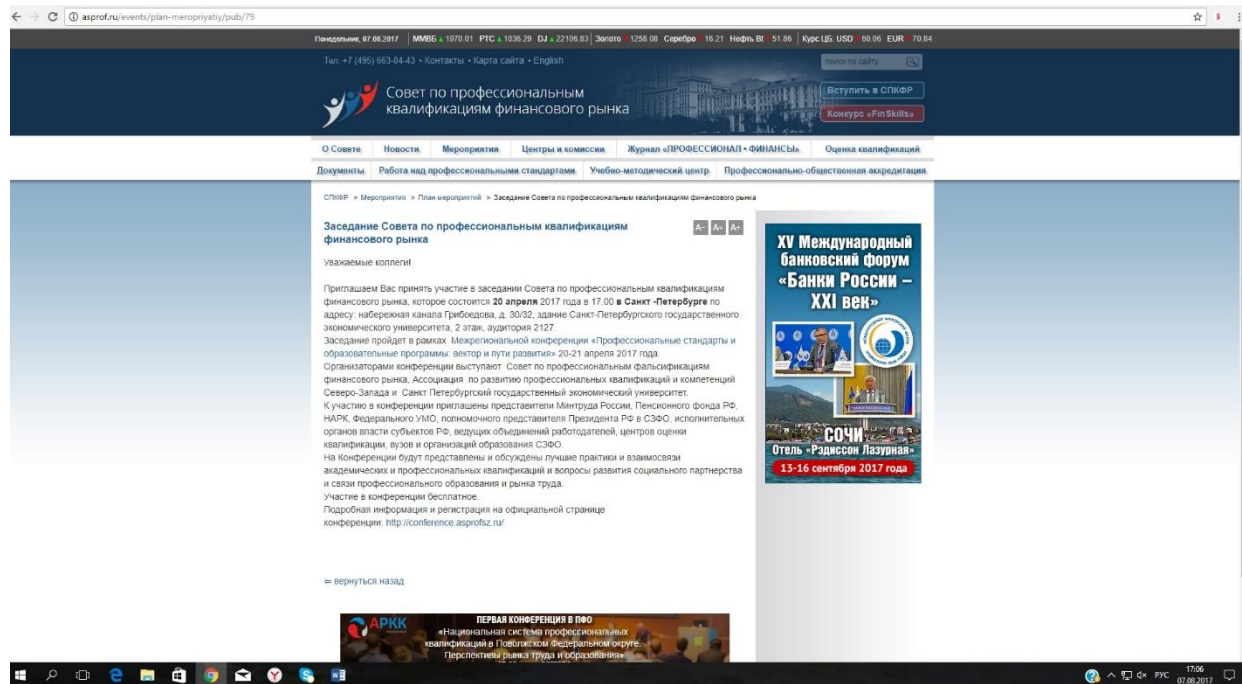 asprof.ru/events/plan-meropriyatiy/pub/79
Понедельник, 07.08.2017 ММВБ 1970.01 РТС 1036.29 DJ 22106.83 Золото 1258.08 Серебро 16.21 Нефть Bt 51.86 Курс ЦБ: USD 60.06 EUR 70.84
Тел. +7 (495) 663-04-43 • Контакты • Карта сайта • English
поиск по сайту
Совет по профессиональным
квалификациям финансового рынка
Вступить в СПКФР
Конкурс «FinSkills»
О Совете Новости Мероприятия Центры и комиссии Журнал «ПРОФЕССИОНАЛ • ФИНАНСЫ» Оценка квалификаций
Документы Работа над профессиональными стандартами Учебно-методический центр Профессионально-общественная аккредитация
СПКФР > Мероприятия > План мероприятий > Заседание Совета по профессиональным квалификациям финансового рынка
Заседание Совета по профессиональным квалификациям
финансового рынка
A- A= A+
Уважаемые коллеги!
Приглашаем Вас принять участие в заседании Совета по профессиональным квалификациям
финансового рынка, которое состоится 20 апреля 2017 года в 17.00 в Санкт -Петербурге по
адресу: набережная канала Грибоедова, д. 30/32, здание Санкт-Петербургского государственного
экономического университета, 2 этаж, аудитория 2127.
Заседание пройдет в рамках Межрегиональной конференции «Профессиональные стандарты и
образовательные программы: вектор и пути развития» 20-21 апреля 2017 года.
Организаторами конференции выступают Совет по профессиональным фальсификациям
финансового рынка, Ассоциация по развитию профессиональных квалификаций и компетенций
Северо-Запада и Санкт Петербургский государственный экономический университет.
К участию в конференции приглашены представители Минтруда России, Пенсионного фонда РФ,
НАРК, Федерального УМО, полномочного представителя Президента РФ в СЗФО, исполнительных
органов власти субъектов РФ, ведущих объединений работодателей, центров оценки
квалификации, вузов и организаций образования СЗФО.
На Конференции будут представлены и обсуждены лучшие практики и взаимосвязи
академических и профессиональных квалификаций и вопросы развития социального партнерства
и связи профессионального образования и рынка труда.
Участие в конференции бесплатное.
Подробная информация и регистрация на официальной странице
конференции: http://conference.asprofsz.ru/
⇐ вернуться назад
XV Международный
банковский форум
«Банки России –
XXI век»
СОЧИ
Отель «Рэдиссон Лазурная»
13-16 сентября 2017 года
АРКК
ПЕРВАЯ КОНФЕРЕНЦИЯ В ПФО
«Национальная система профессиональных
квалификаций в Поволжском Федеральном округе.
Перспективы рынка труда и образования»
РУС
17:06
07.08.2017